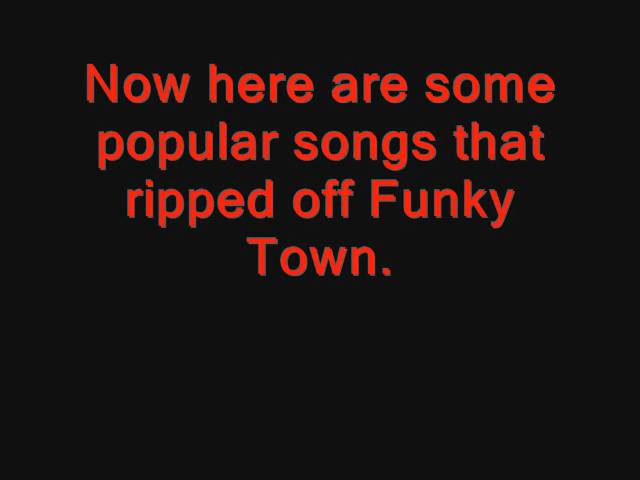 Now here are some
popular songs that
ripped off Funky
Town.